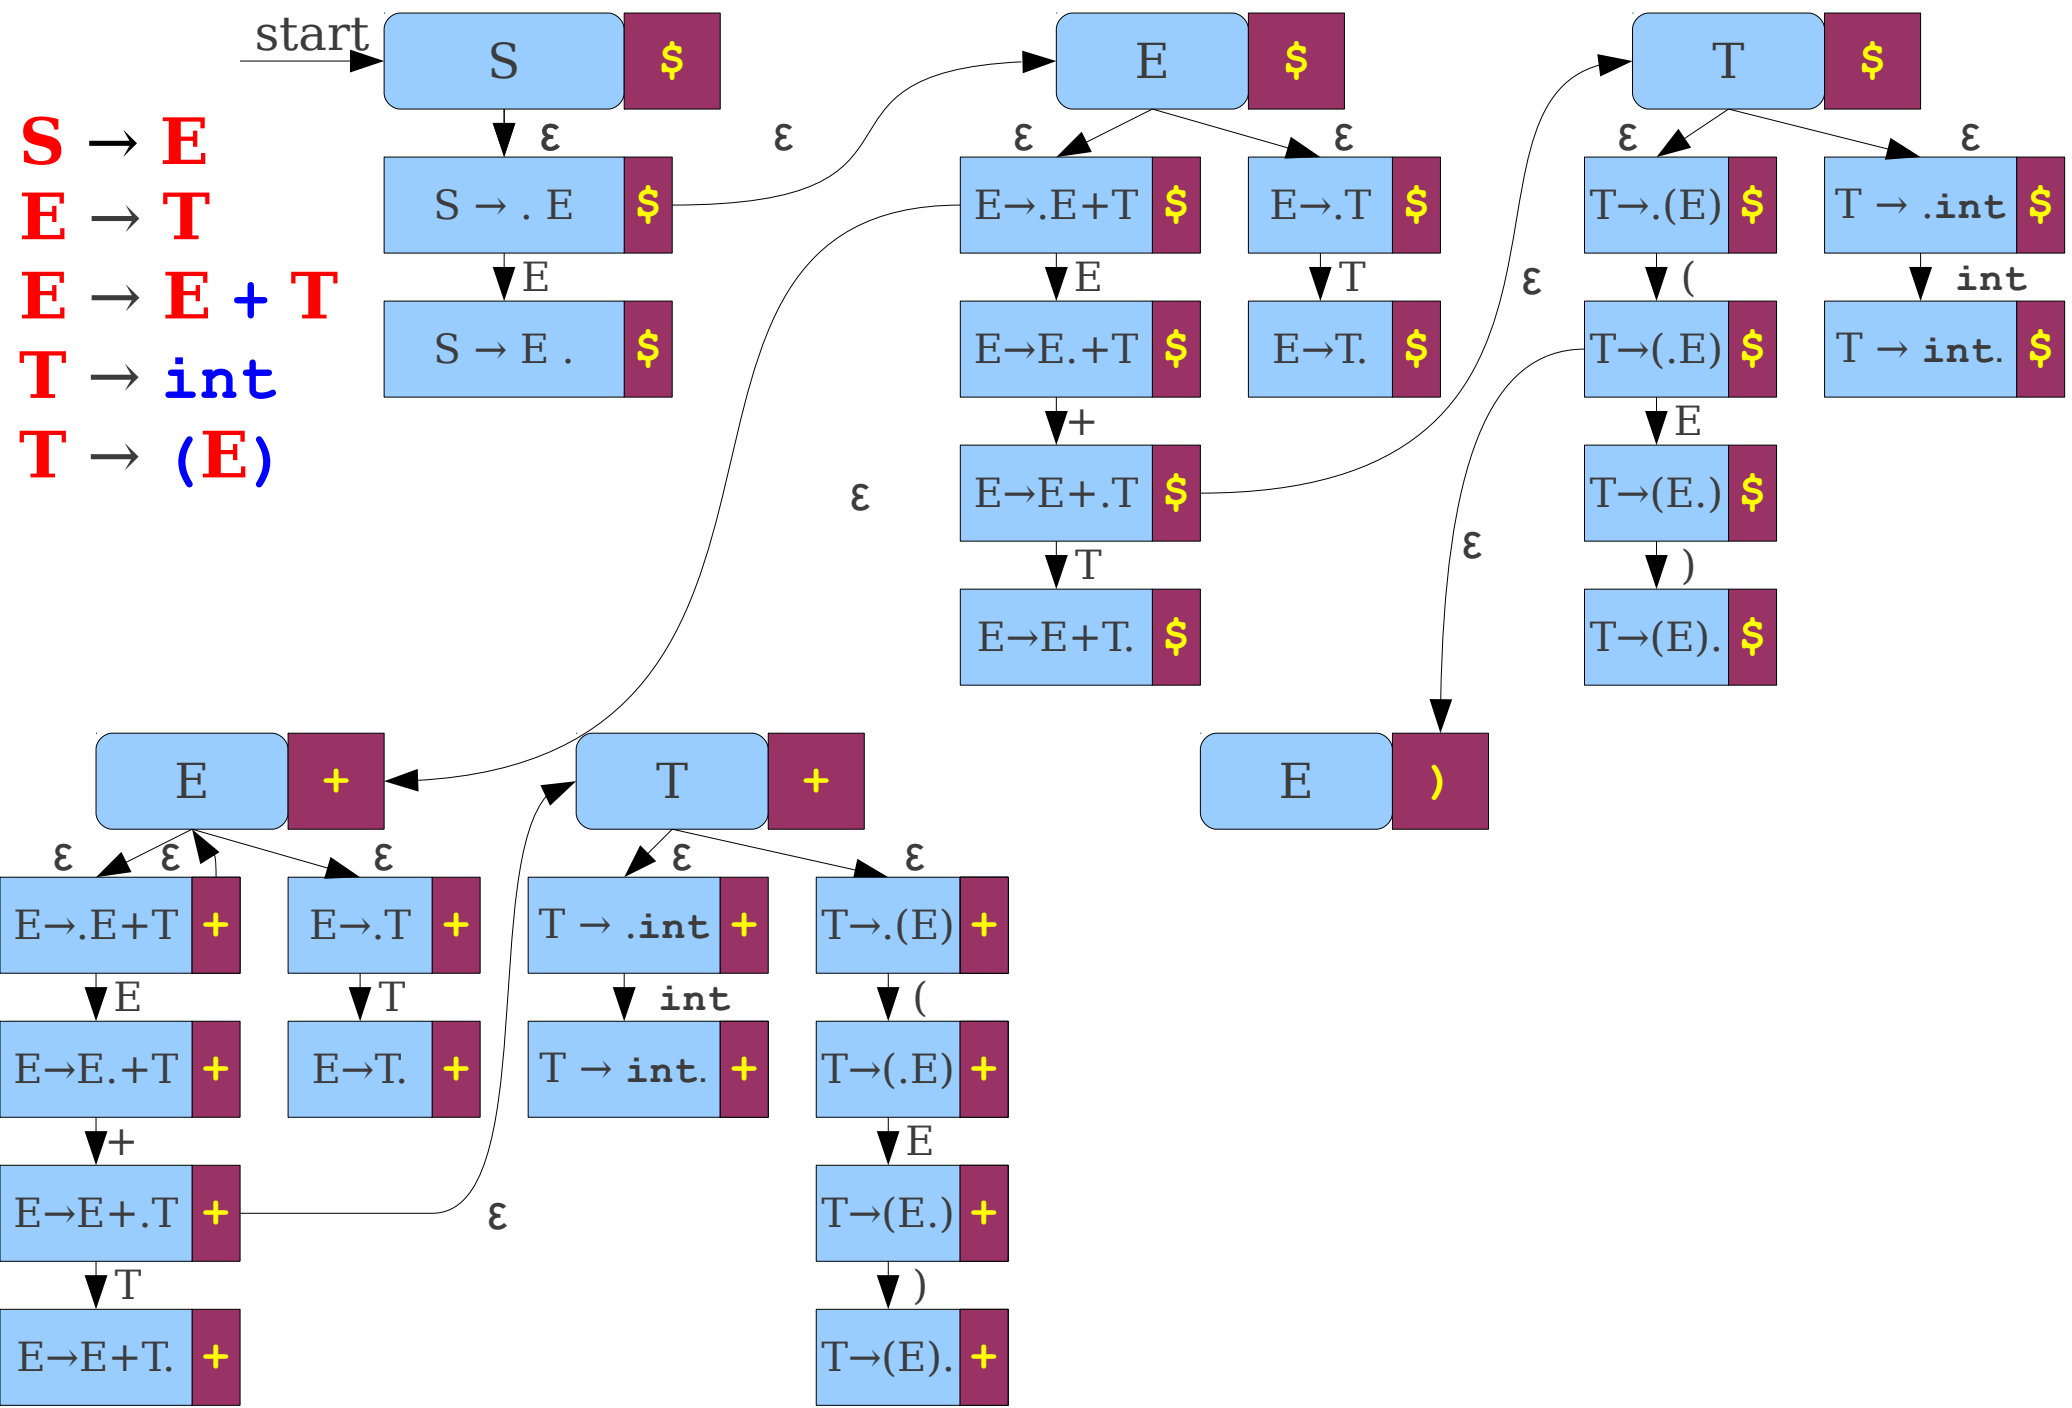 start
S $
E $
T $
S → E
E → T
E → E + T
T → int
T → (E)
ε
ε
ε
ε
ε
ε
S → . E $
E→.E+T $
E→.T $
T→.(E) $
T → .int $
E
E
T
ε
(
int
S → E . $
E→E.+T $
E→T. $
T→(.E) $
T → int. $
+
E
ε
E→E+.T $
T→(E.) $
ε
T
)
E→E+T. $
T→(E). $
E +
T +
E )
ε
ε
ε
ε
ε
E→.E+T +
E→.T +
T → .int +
T→.(E) +
E
T
int
(
E→E.+T +
E→T. +
T → int. +
T→(.E) +
+
E
E→E+.T +
ε
T→(E.) +
T
)
E→E+T. +
T→(E). +